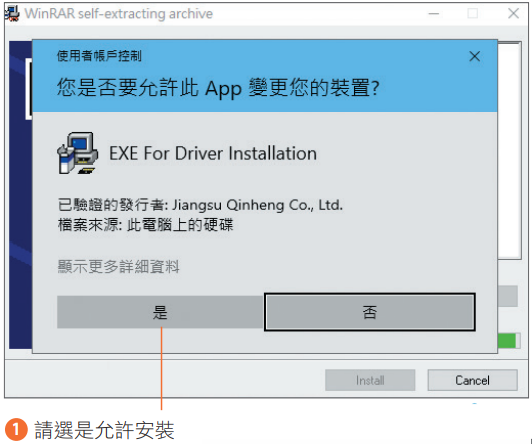 WinRAR self-extracting archive
使用者帳戶控制
您是否要允許此 App 變更您的裝置?
EXE For Driver Installation
已驗證的發行者: Jiangsu Qinheng Co., Ltd.
檔案來源: 此電腦上的硬碟
顯示更多詳細資料
是 否
Install Cancel
1 請選是允許安裝